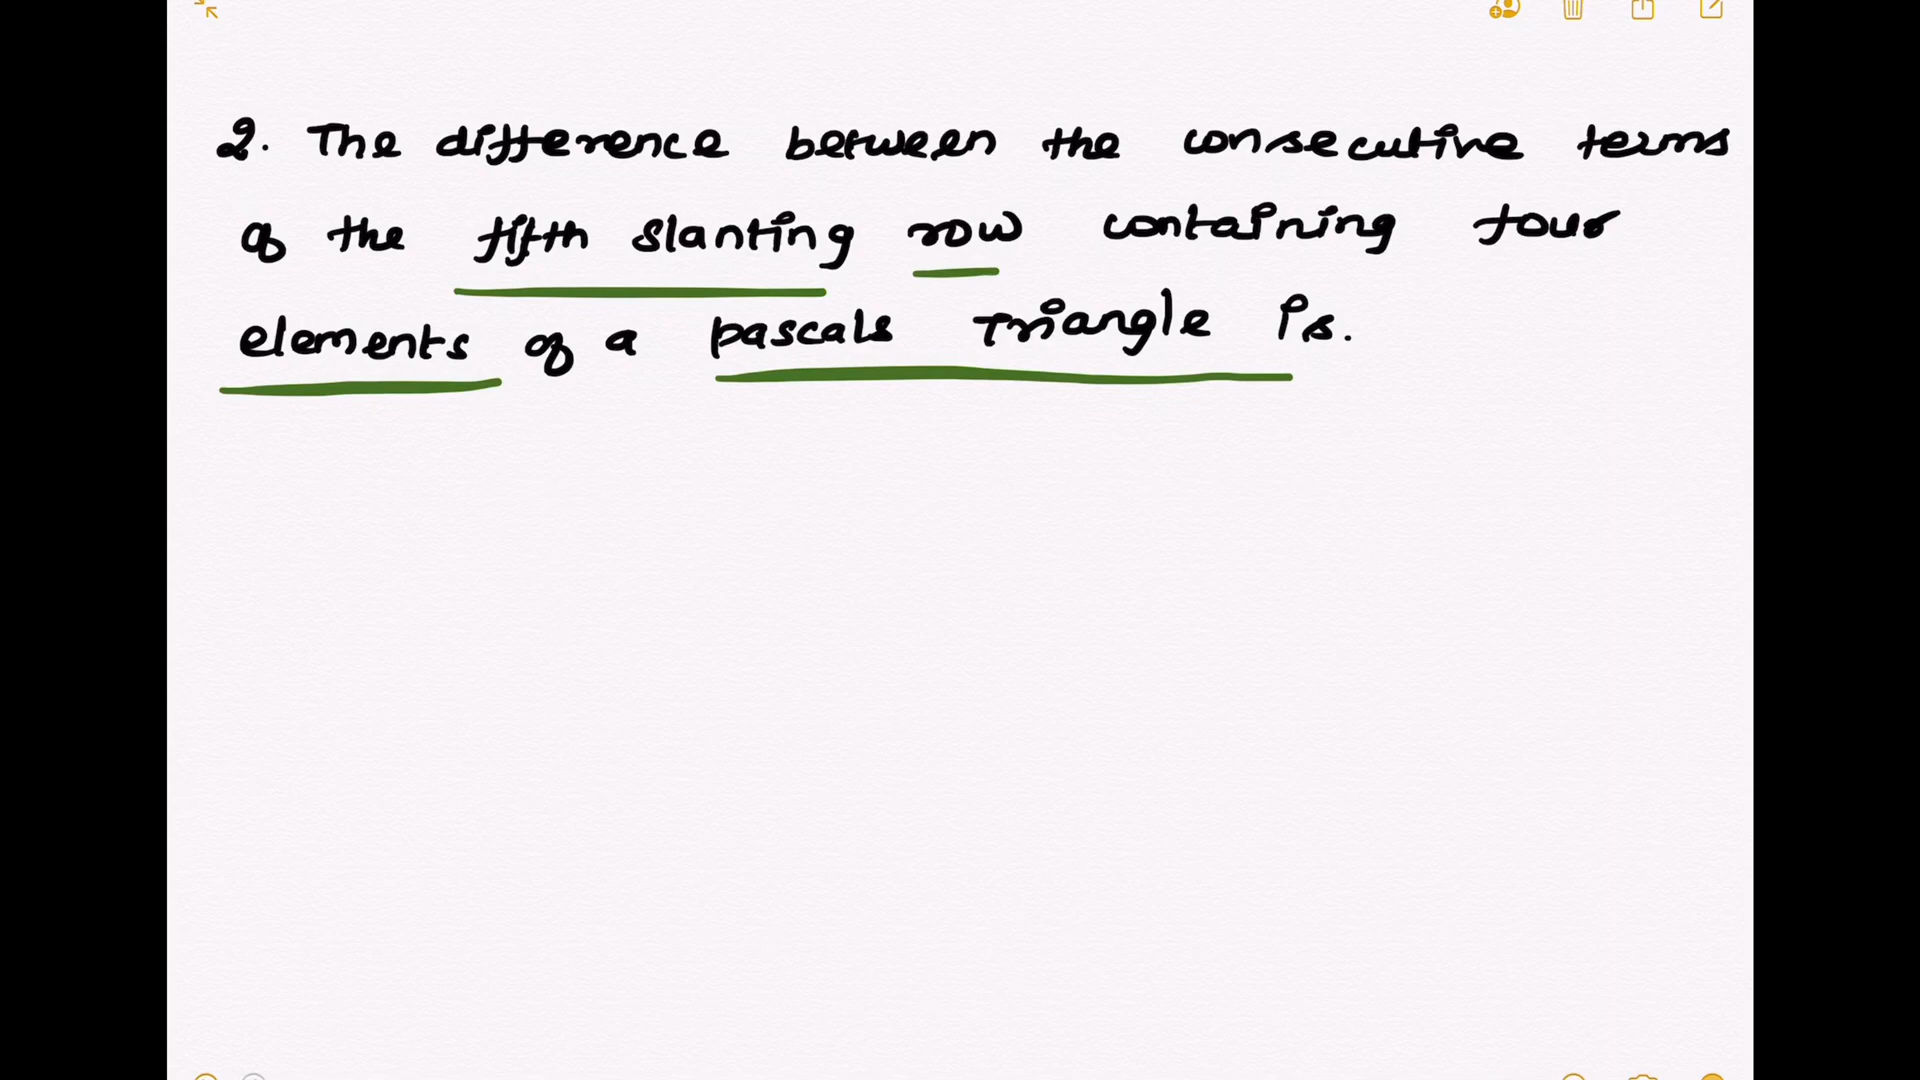 2. The difference between the consecutive terms
of the fifth slanting row containing four
elements of a pascals Triangle is.